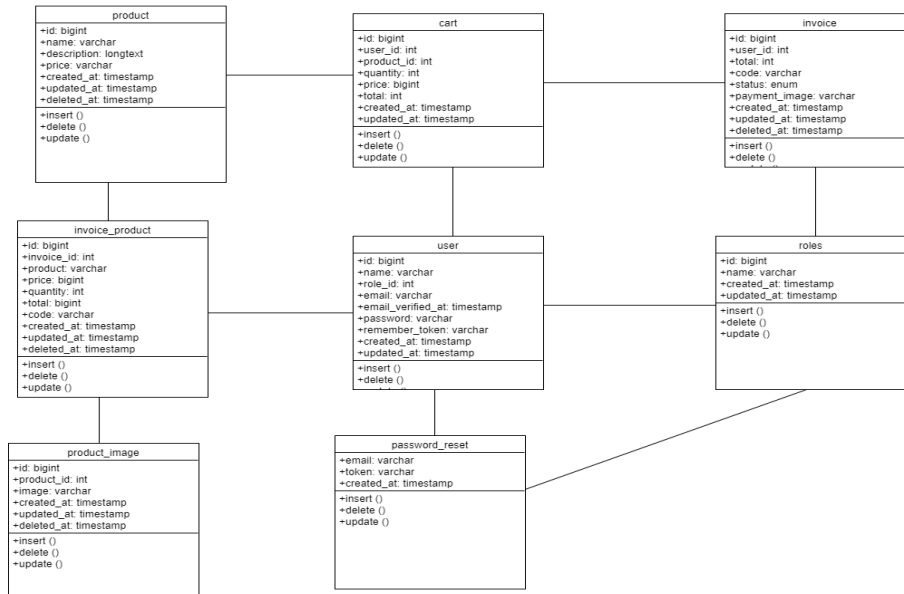 product
+id: bigint
+name: varchar
+description: longtext
+price: varchar
+created_at: timestamp
+updated_at: timestamp
+deleted_at: timestamp
+insert ()
+delete ()
+update ()
cart
+id: bigint
+user_id: int
+product_id: int
+quantity: int
+price: bigint
+total: int
+created_at: timestamp
+updated_at: timestamp
+insert ()
+delete ()
+update ()
invoice
+id: bigint
+user_id: int
+total: int
+code: varchar
+status: enum
+payment_image: varchar
+created_at: timestamp
+updated_at: timestamp
+deleted_at: timestamp
+insert ()
+delete ()
invoice_product
+id: bigint
+invoice_id: int
+product: varchar
+price: bigint
+quantity: int
+total: bigint
+code: varchar
+created_at: timestamp
+updated_at: timestamp
+deleted_at: timestamp
+insert ()
+delete ()
+update ()
user
+id: bigint
+name: varchar
+role_id: int
+email: varchar
+email_verified_at: timestamp
+password: varchar
+remember_token: varchar
+created_at: timestamp
+updated_at: timestamp
+insert ()
+delete ()
roles
+id: bigint
+name: varchar
+created_at: timestamp
+updated_at: timestamp
+insert ()
+delete ()
+update ()
product_image
+id: bigint
+product_id: int
+image: varchar
+created_at: timestamp
+updated_at: timestamp
+deleted_at: timestamp
+insert ()
+delete ()
+update ()
password_reset
+email: varchar
+token: varchar
+created_at: timestamp
+insert ()
+delete ()
+update ()